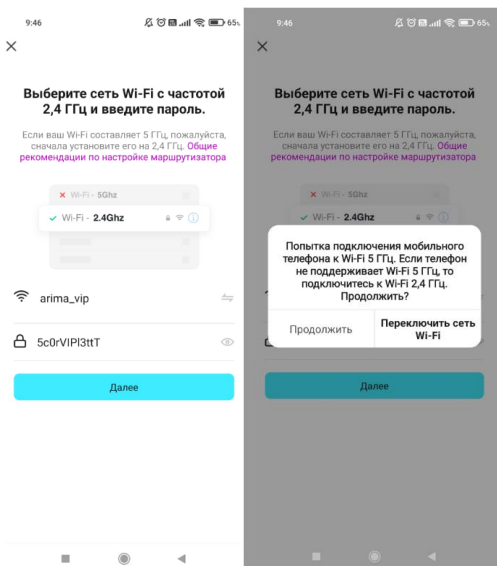 9:46
65%
Выберите сеть Wi-Fi с частотой
2,4 ГГц и введите пароль.
Если ваш Wi-Fi составляет 5 ГГц, пожалуйста,
сначала установите его на 2,4 ГГц. Общие
рекомендации по настройке маршрутизатора
Wi-Fi - 5Ghz
Wi-Fi - 2.4Ghz
arima_vip
5c0rVIPl3ttT
Далее
9:46
65%
Выберите сеть Wi-Fi с частотой
2,4 ГГц и введите пароль.
Если ваш Wi-Fi составляет 5 ГГц, пожалуйста,
сначала установите его на 2,4 ГГц. Общие
рекомендации по настройке маршрутизатора
Wi-Fi - 5Ghz
Wi-Fi - 2.4Ghz
Попытка подключения мобильного
телефона к Wi-Fi 5 ГГц. Если телефон
не поддерживает Wi-Fi 5 ГГц, то
подключитесь к Wi-Fi 2,4 ГГц.
Продолжить?
Продолжить
Переключить сеть
Wi-Fi
Далее